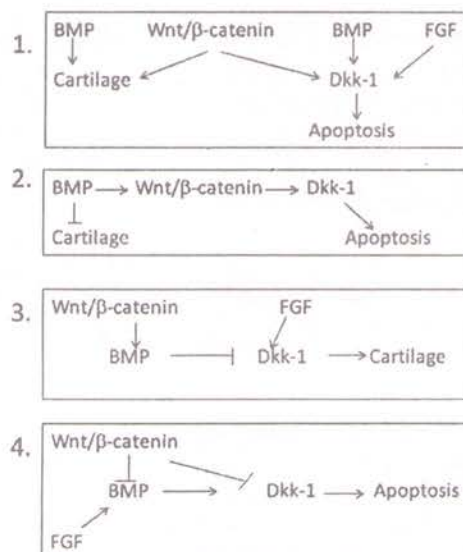 1.
BMP Wnt/β-catenin BMP FGF
Cartilage Dkk-1
Apoptosis
2.
BMP Wnt/β-catenin Dkk-1
Cartilage Apoptosis
3.
Wnt/β-catenin FGF
BMP Dkk-1 Cartilage
4.
Wnt/β-catenin
BMP Dkk-1 Apoptosis
FGF